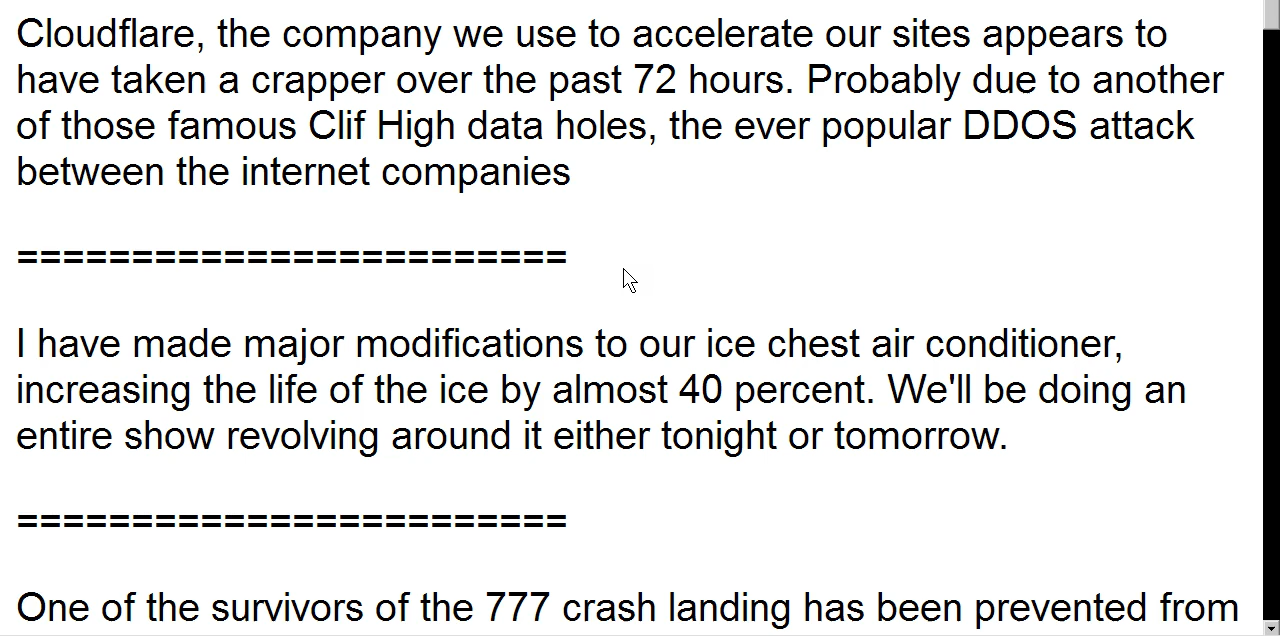 Cloudflare, the company we use to accelerate our sites appears to
have taken a crapper over the past 72 hours. Probably due to another
of those famous Clif High data holes, the ever popular DDOS attack
between the internet companies
========================
I have made major modifications to our ice chest air conditioner,
increasing the life of the ice by almost 40 percent. We'll be doing an
entire show revolving around it either tonight or tomorrow.
========================
One of the survivors of the 777 crash landing has been prevented from